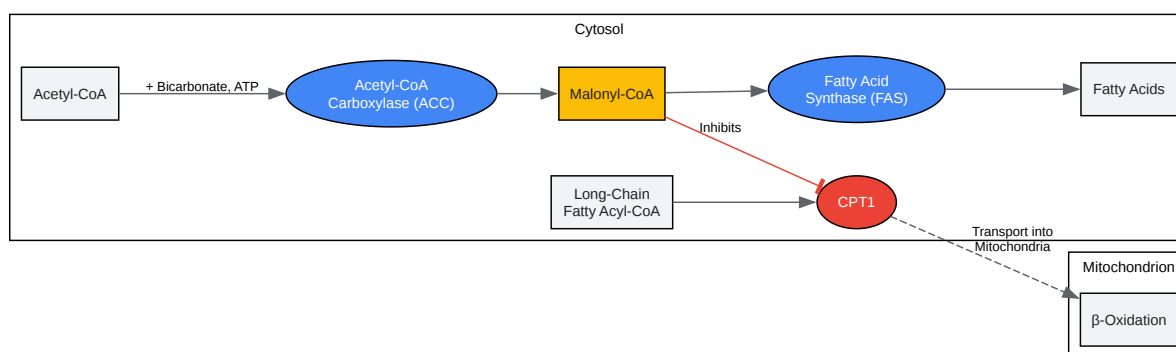 Cytosol
Acetyl-CoA
+ Bicarbonate, ATP
Acetyl-CoA
Carboxylase (ACC)
Malonyl-CoA
Fatty Acid
Synthase (FAS)
Fatty Acids
Inhibits
Long-Chain
Fatty Acyl-CoA
CPT1
Transport into
Mitochondria
Mitochondrion
β-Oxidation